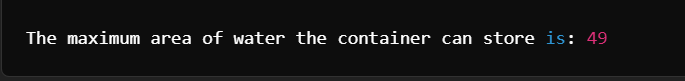 The maximum area of water the container can store is: 49